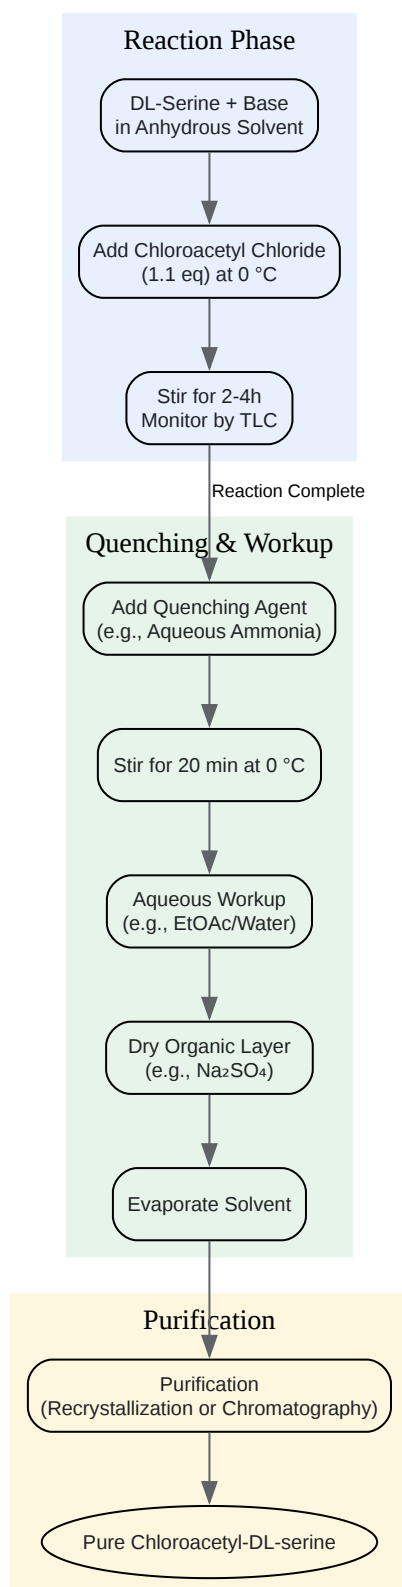 Reaction Phase
DL-Serine + Base
in Anhydrous Solvent
Add Chloroacetyl Chloride
(1.1 eq) at 0 °C
Stir for 2-4h
Monitor by TLC
Reaction Complete
Quenching & Workup
Add Quenching Agent
(e.g., Aqueous Ammonia)
Stir for 20 min at 0 °C
Aqueous Workup
(e.g., EtOAc/Water)
Dry Organic Layer
(e.g., Na₂SO₄)
Evaporate Solvent
Purification
Purification
(Recrystallization or Chromatography)
Pure Chloroacetyl-DL-serine